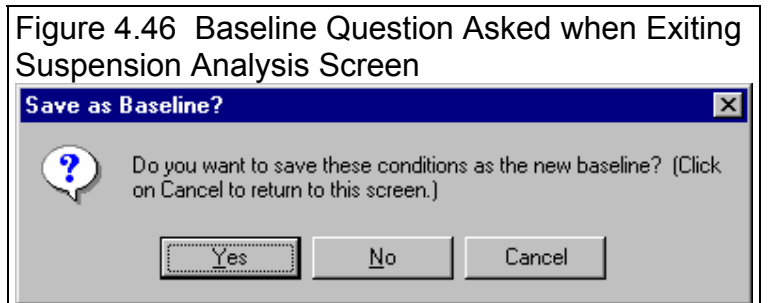 Figure 4.46  Baseline Question Asked when Exiting
Suspension Analysis Screen
Save as Baseline?
Do you want to save these conditions as the new baseline?  (Click
on Cancel to return to this screen.)
Yes No Cancel